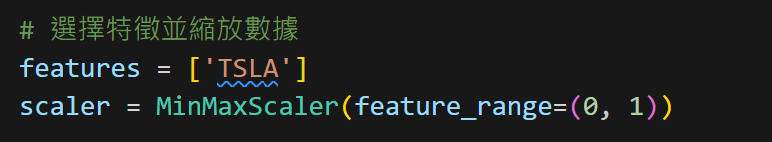 # 選擇特徵並縮放數據
features = ['TSLA']
scaler = MinMaxScaler(feature_range=(0, 1))